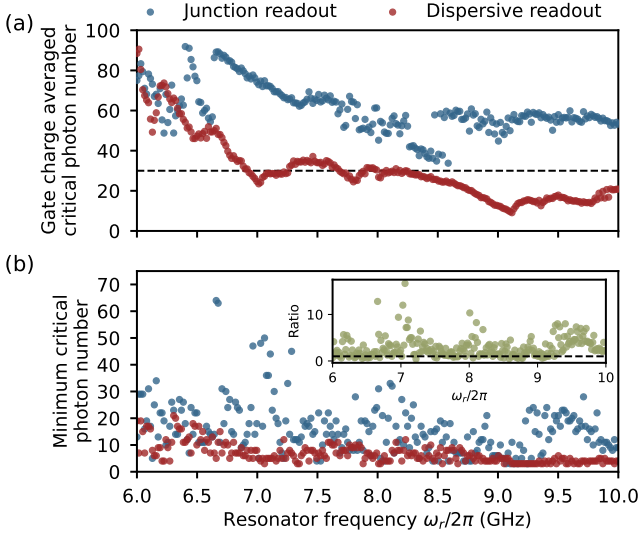 Junction readout Dispersive readout
(a)
Gate charge averaged
critical photon number
100
80
60
40
20
0
(b)
Minimum critical
photon number
70
60
50
40
30
20
10
0
Ratio
10
0
6 7 8 9 10
ωr/2π
6.0 6.5 7.0 7.5 8.0 8.5 9.0 9.5 10.0
Resonator frequency ωr/2π (GHz)